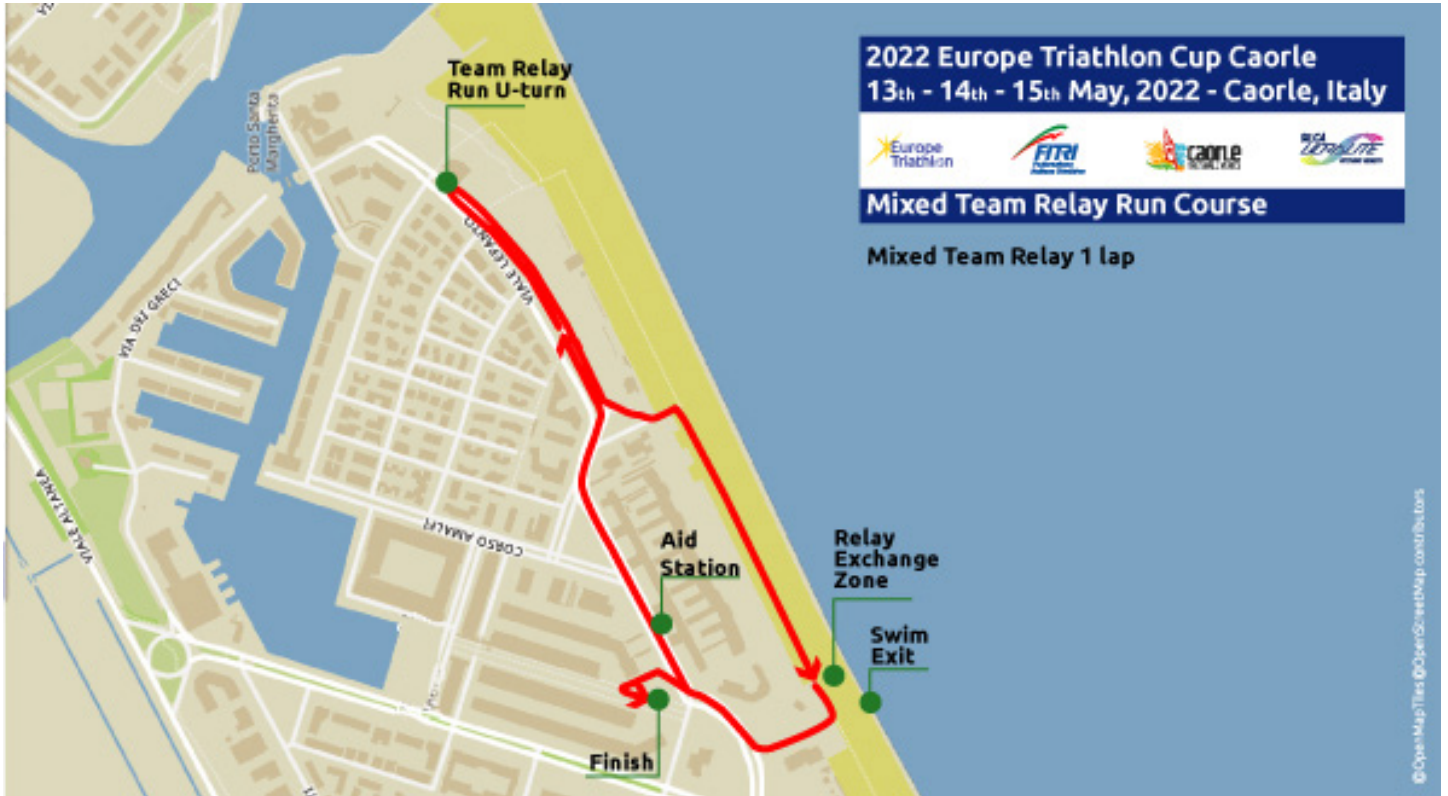 2022 Europe Triathlon Cup Caorle
13th - 14th - 15th May, 2022 - Caorle, Italy
Europe
Triathlon
FITRI
caorle
Mixed Team Relay Run Course
Mixed Team Relay 1 lap
Team Relay
Run U-turn
Porto Santa
Margherita
VIALE LEPANTO
VIA DEI GRECI
VIALE ALTANEA
CORSO AMALFI
Aid
Station
Relay
Exchange
Zone
Swim
Exit
Finish
©OpenMapTiles ©OpenStreetMap contributors